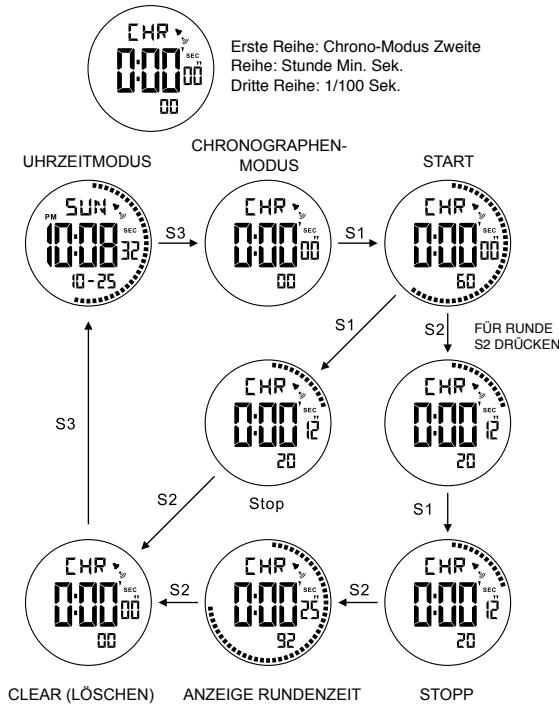 CHR
SEC
0:00 00
00
Erste Reihe: Chrono-Modus Zweite
Reihe: Stunde Min. Sek.
Dritte Reihe: 1/100 Sek.
UHRZEITMODUS
CHRONOGRAPHEN-
MODUS
START
SUN
PM
SEC
10:08 32
10-25
S3
CHR
SEC
0:00 00
00
S1
CHR
SEC
0:00 00
60
S1
S2
FÜR RUNDE
S2 DRÜCKEN
CHR
SEC
0:00 12
20
Stop
CHR
SEC
0:00 12
20
S3
S2
S1
CHR
SEC
0:00 00
00
S2
CHR
SEC
0:00 25
92
S2
CHR
SEC
0:00 12
20
CLEAR (LÖSCHEN)
ANZEIGE RUNDENZEIT
STOPP